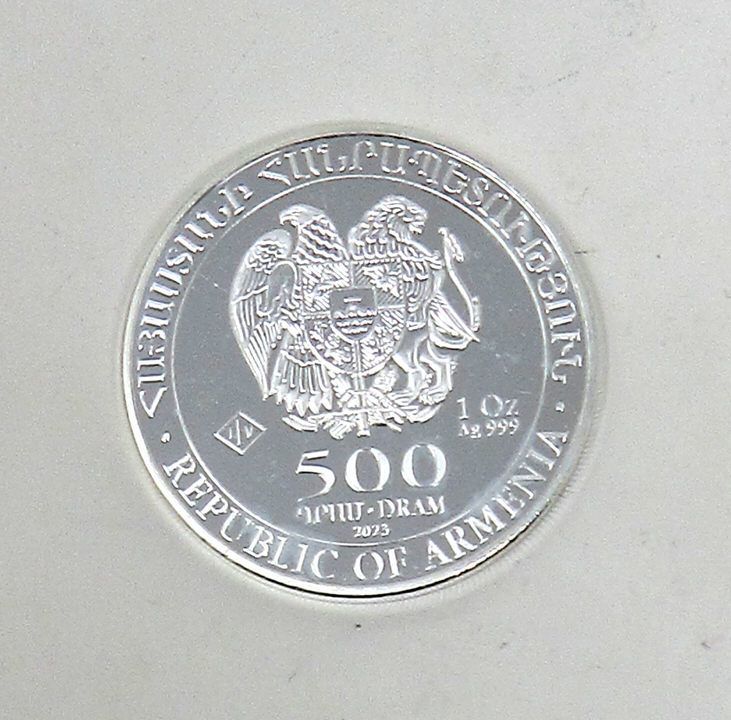 ՀԱՅԱՍՏԱՆԻ ՀԱՆՐԱՊԵՏՈՒԹՅՈՒՆ
1 Oz
Ag 999
500
ԴՐԱՄ · DRAM
2023
· REPUBLIC OF ARMENIA ·